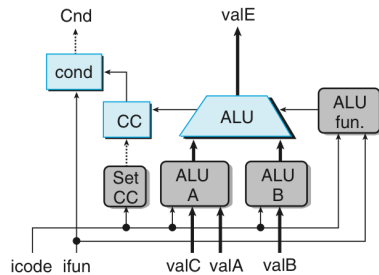 Cnd
valE
cond
CC
ALU
ALU
fun.
Set
CC
ALU
A
ALU
B
icode ifun valC valA valB